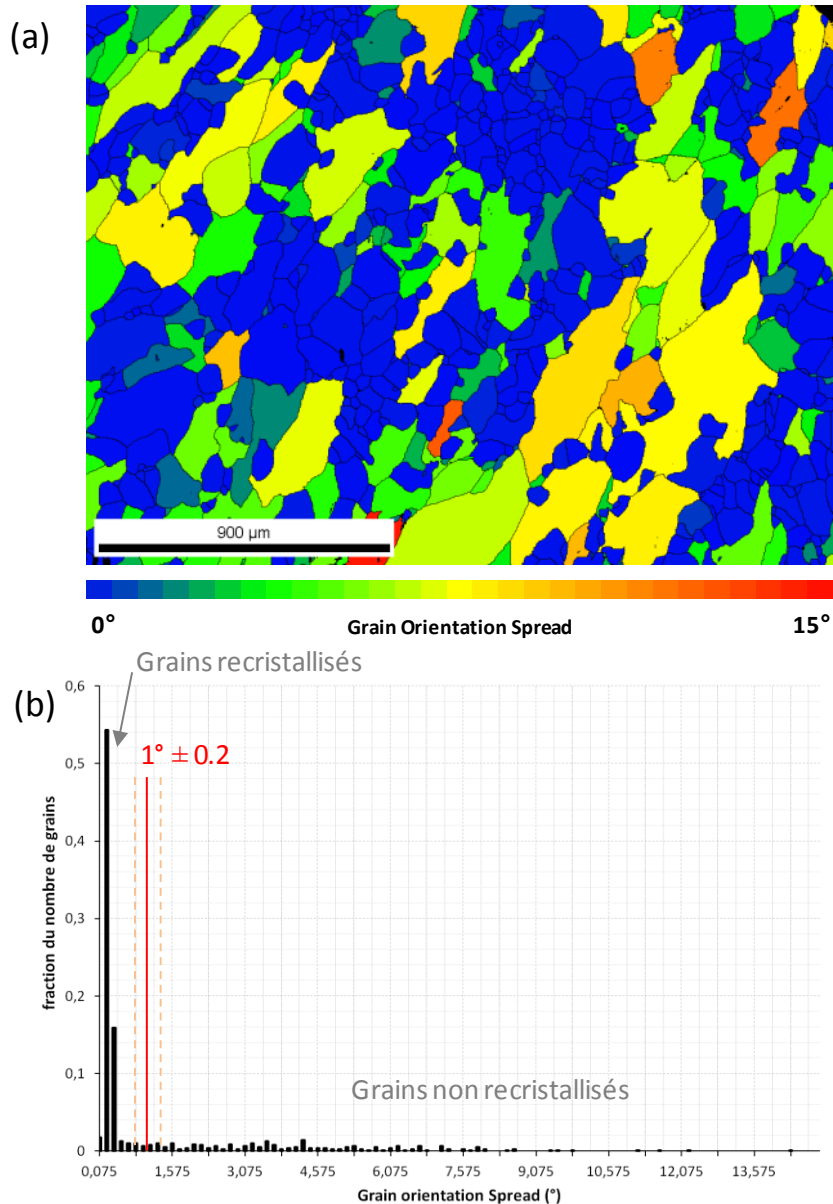 (a)
900 µm
0°
Grain Orientation Spread
15°
Grains recristallisés
(b)
0,6
1° ± 0.2
0,5
0,4
0,3
0,2
0,1
0
fraction du nombre de grains
Grains non recristallisés
0,075 1,575 3,075 4,575 6,075 7,575 9,075 10,575 12,075 13,575
Grain orientation Spread (°)